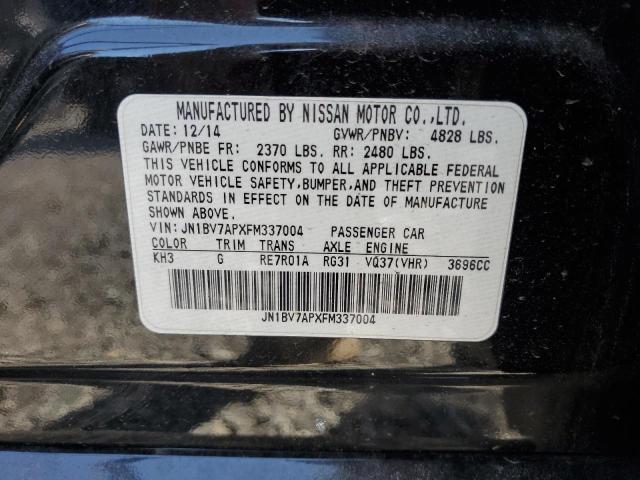 MANUFACTURED BY NISSAN MOTOR CO.,LTD.
DATE: 12/14 GVWR/PNBV: 4828 LBS.
GAWR/PNBE FR: 2370 LBS. RR: 2480 LBS.
THIS VEHICLE CONFORMS TO ALL APPLICABLE FEDERAL
MOTOR VEHICLE SAFETY, BUMPER, AND THEFT PREVENTION
STANDARDS IN EFFECT ON THE DATE OF MANUFACTURE
SHOWN ABOVE.
VIN: JN1BV7APXFM337004 PASSENGER CAR
COLOR TRIM TRANS AXLE ENGINE
KH3 G RE7R01A RG31 VQ37(VHR) 3696CC
JN1BV7APXFM337004